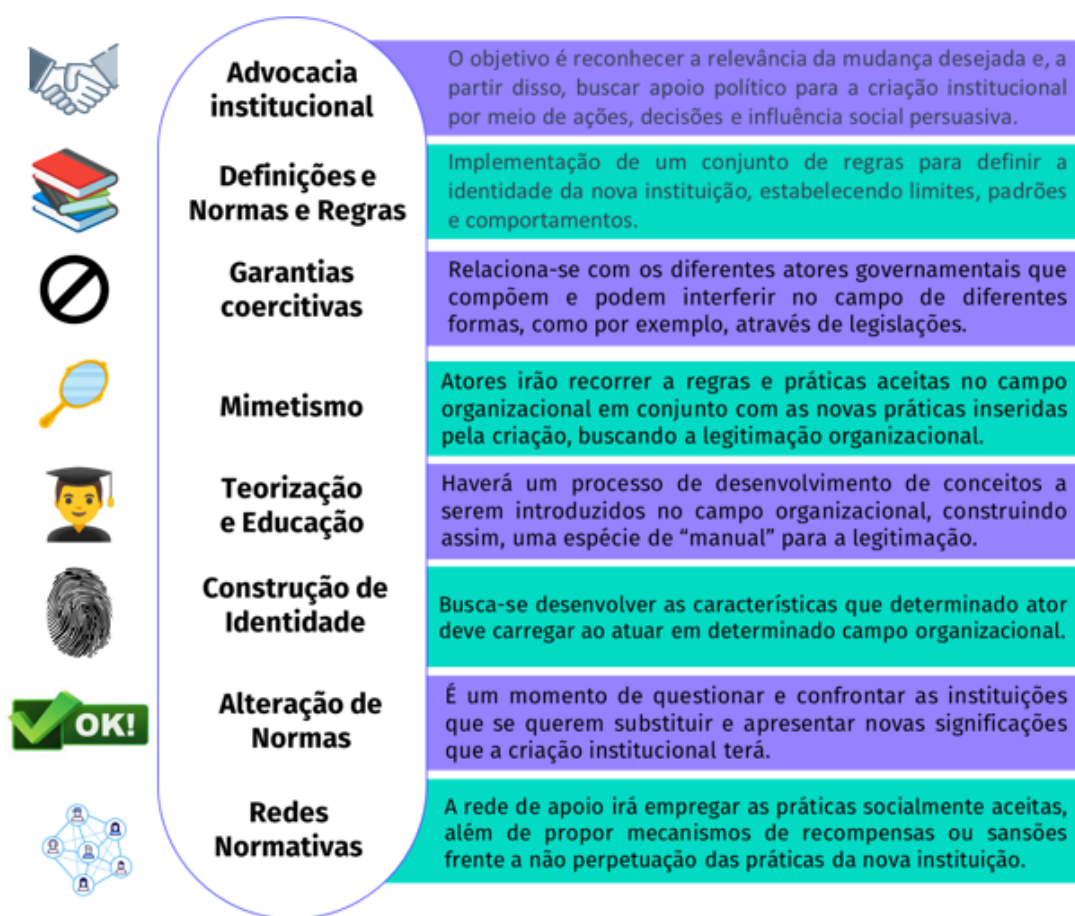 Advocacia
institucional
O objetivo é reconhecer a relevância da mudança desejada e, a
partir disso, buscar apoio político para a criação institucional
por meio de ações, decisões e influência social persuasiva.
Definições e
Normas e Regras
Implementação de um conjunto de regras para definir a
identidade da nova instituição, estabelecendo limites, padrões
e comportamentos.
Garantias
coercitivas
Relaciona-se com os diferentes atores governamentais que
compõem e podem interferir no campo de diferentes
formas, como por exemplo, através de legislações.
Mimetismo
Atores irão recorrer a regras e práticas aceitas no campo
organizacional em conjunto com as novas práticas inseridas
pela criação, buscando a legitimação organizacional.
Teorização
e Educação
Haverá um processo de desenvolvimento de conceitos a
serem introduzidos no campo organizacional, construindo
assim, uma espécie de “manual” para a legitimação.
Construção de
Identidade
Busca-se desenvolver as características que determinado ator
deve carregar ao atuar em determinado campo organizacional.
OK!
Alteração de
Normas
É um momento de questionar e confrontar as instituições
que se querem substituir e apresentar novas significações
que a criação institucional terá.
Redes
Normativas
A rede de apoio irá empregar as práticas socialmente aceitas,
além de propor mecanismos de recompensas ou sansões
frente a não perpetuação das práticas da nova instituição.